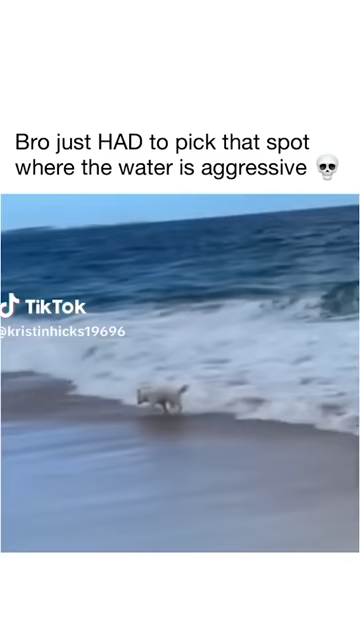 Bro just HAD to pick that spot
where the water is aggressive 💀
TikTok
@kristinhicks19696